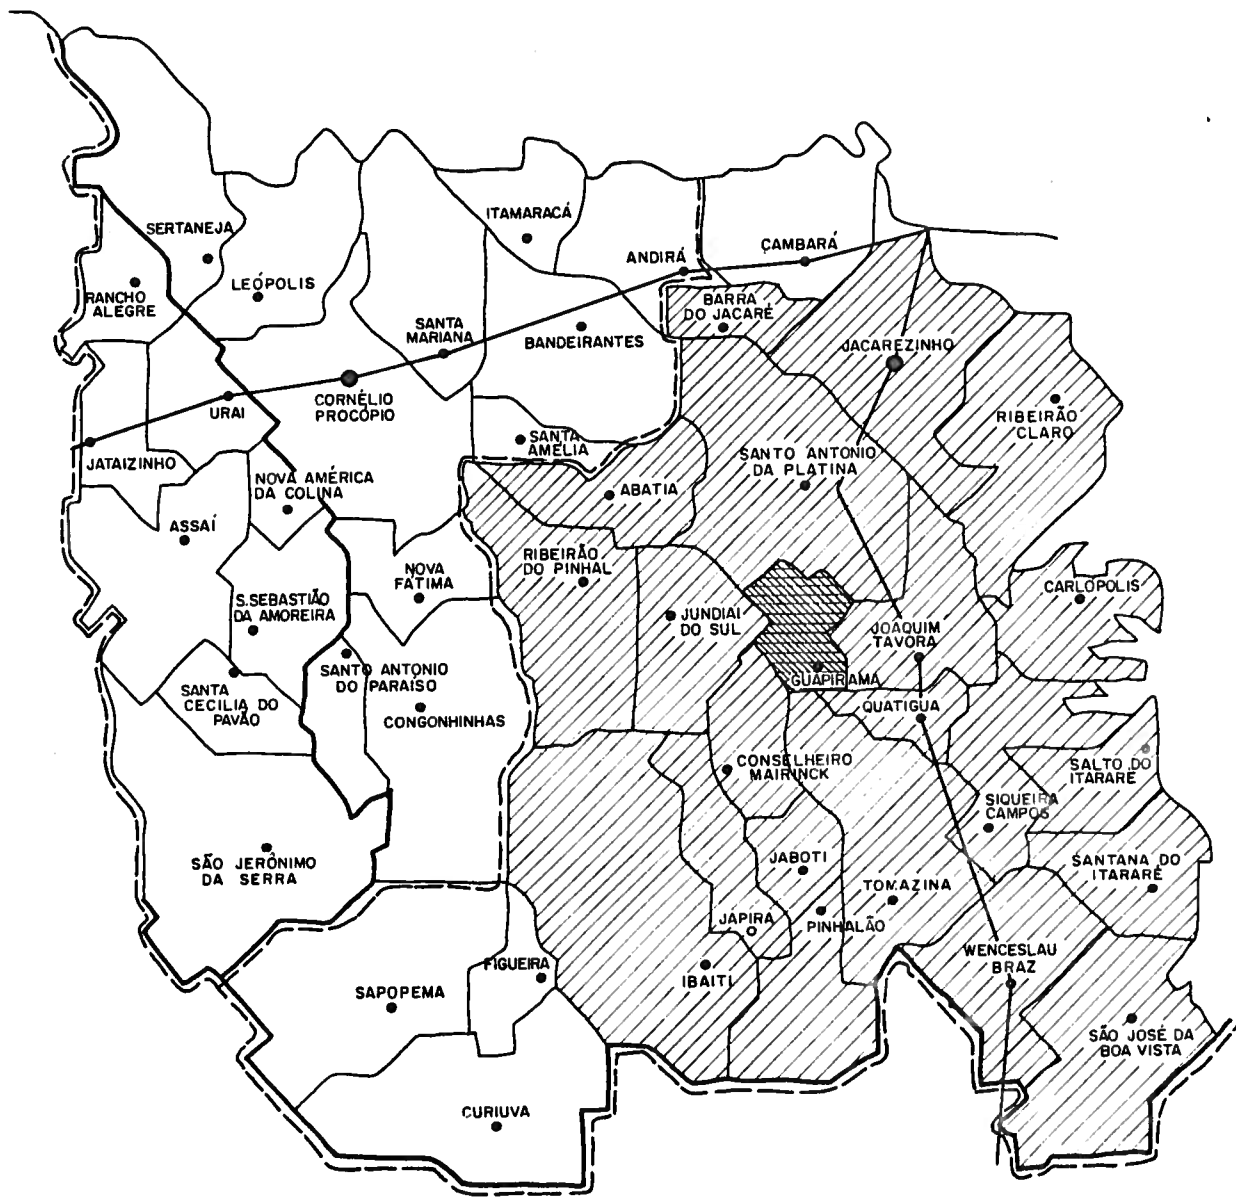 ITAMARACÁ
SERTANEJA
ÇAMBARÁ
ANDIRÁ
LEÓPOLIS
RANCHO
ALEGRE
BARRA
DO JACARÉ
SANTA
MARIANA
BANDEIRANTES
JACAREZINHO
CORNÉLIO
PROCÓPIO
URAI
RIBEIRÃO
CLARO
SANTA
AMÉLIA
JATAIZINHO
SANTO ANTONIO
DA PLATINA
NOVA AMÉRICA
DA COLINA
ABATIA
ASSAÍ
RIBEIRÃO
DO PINHAL
NOVA
FÁTIMA
CARLÓPOLIS
S.SEBASTIÃO
DA AMOREIRA
JUNDIAI
DO SUL
JOAQUIM
TAVORA
SANTO ANTONIO
DO PARAÍSO
GUAPIRAMA
SANTA
CECILIA DO
PAVÃO
CONGONHINHAS
QUATIGUA
CONSELHEIRO
MAIRINCK
SALTO DO
ITARARÉ
SIQUEIRA
CAMPOS
SÃO JERÔNIMO
DA SERRA
JABOTI
SANTANA DO
ITARARÉ
TOMAZINA
JAPIRA
PINHALÃO
WENCESLAU
BRAZ
FIGUEIRA
IBAITI
SAPOPEMA
SÃO JOSÉ DA
BOA VISTA
CURIUVA